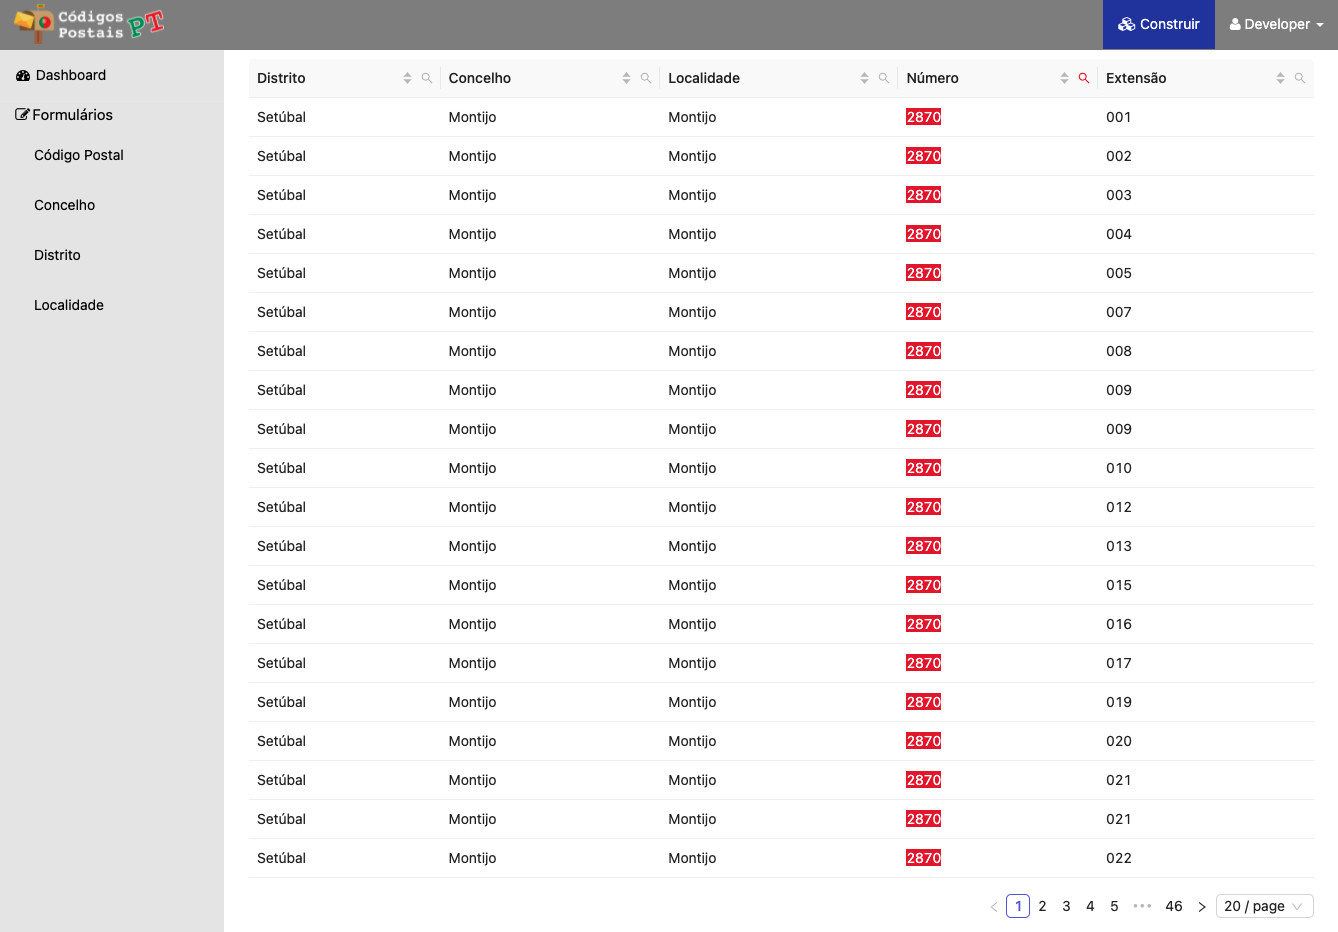 Códigos
Postais PT
Construir
Developer
Dashboard
Formulários
Código Postal
Concelho
Distrito
Localidade
Distrito Concelho Localidade Número Extensão
Setúbal Montijo Montijo 2870 001
Setúbal Montijo Montijo 2870 002
Setúbal Montijo Montijo 2870 003
Setúbal Montijo Montijo 2870 004
Setúbal Montijo Montijo 2870 005
Setúbal Montijo Montijo 2870 007
Setúbal Montijo Montijo 2870 008
Setúbal Montijo Montijo 2870 009
Setúbal Montijo Montijo 2870 009
Setúbal Montijo Montijo 2870 010
Setúbal Montijo Montijo 2870 012
Setúbal Montijo Montijo 2870 013
Setúbal Montijo Montijo 2870 015
Setúbal Montijo Montijo 2870 016
Setúbal Montijo Montijo 2870 017
Setúbal Montijo Montijo 2870 019
Setúbal Montijo Montijo 2870 020
Setúbal Montijo Montijo 2870 021
Setúbal Montijo Montijo 2870 021
Setúbal Montijo Montijo 2870 022
< 1 2 3 4 5 ••• 46 > 20 / page